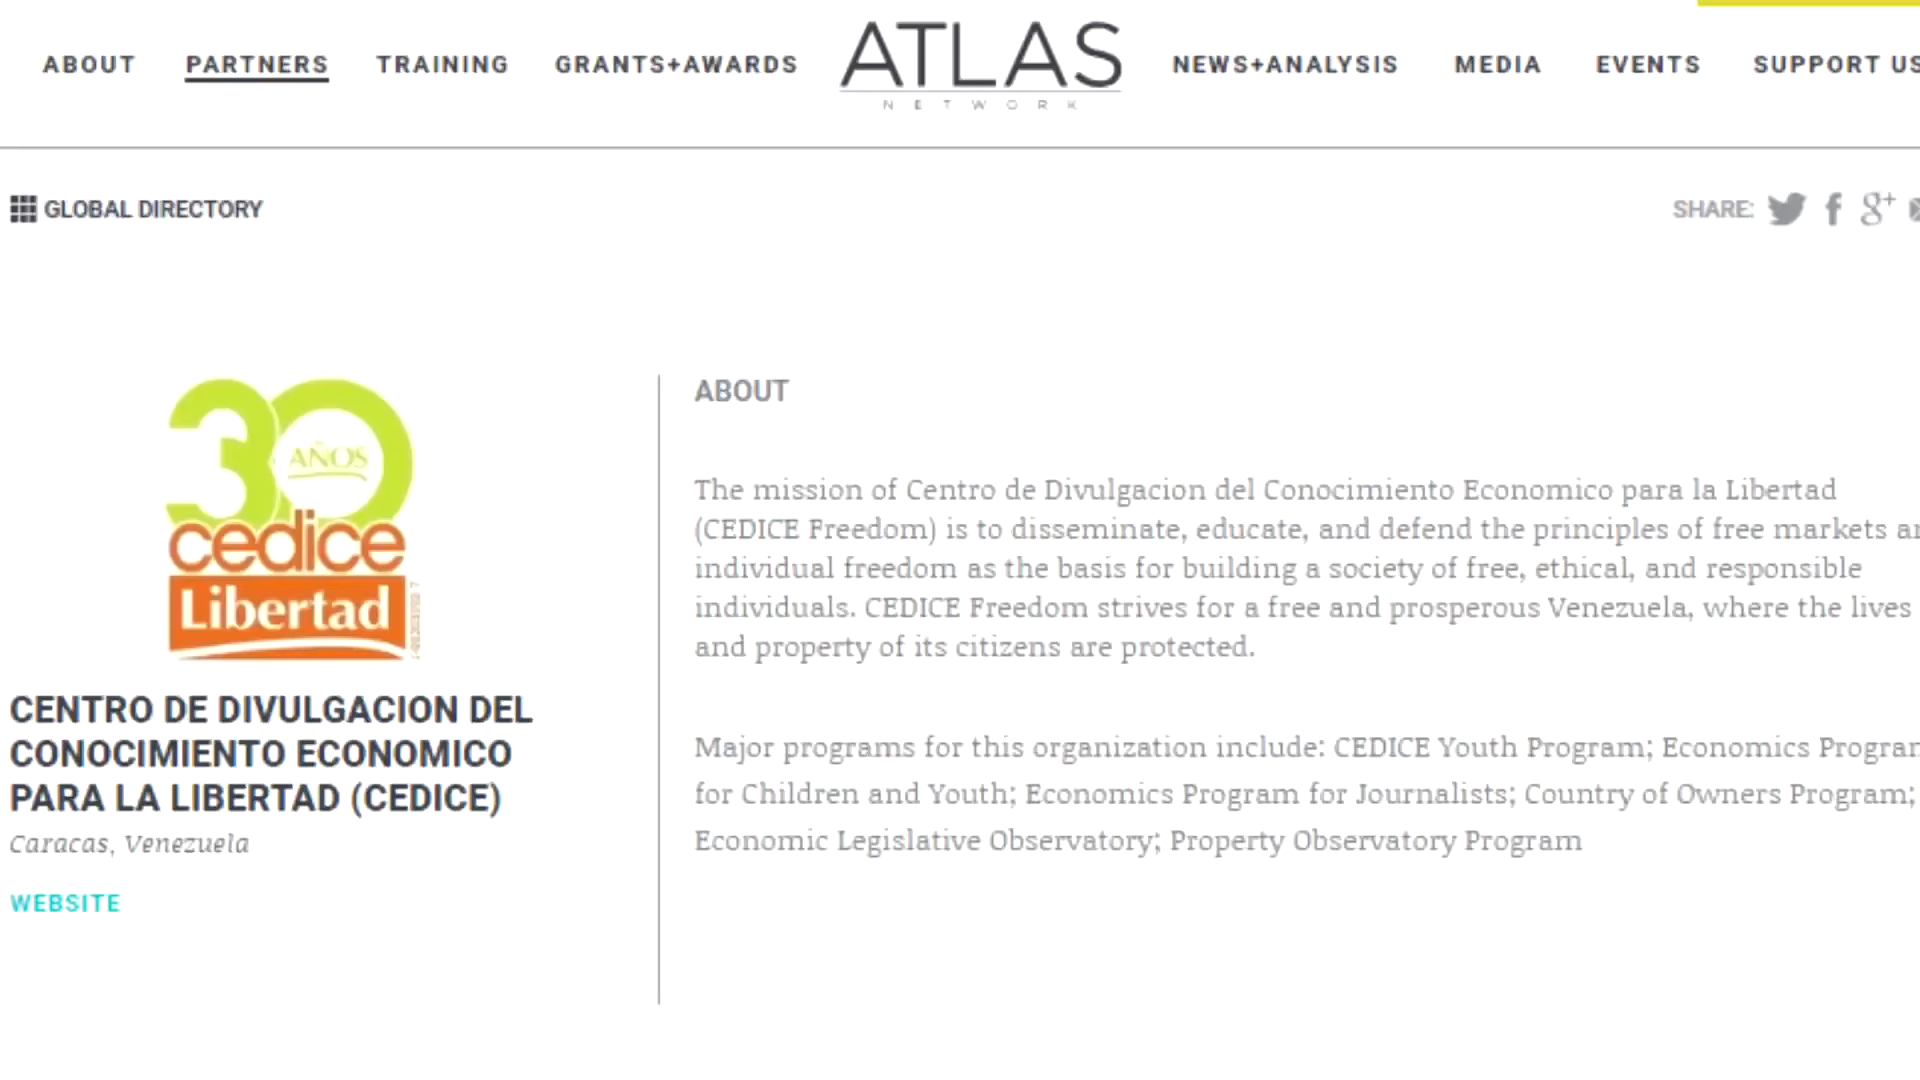 ABOUT PARTNERS TRAINING GRANTS+AWARDS ATLAS NETWORK NEWS+ANALYSIS MEDIA EVENTS SUPPORT US
GLOBAL DIRECTORY
SHARE: g+
30 AÑOS
cedice
Libertad
CENTRO DE DIVULGACION DEL
CONOCIMIENTO ECONOMICO
PARA LA LIBERTAD (CEDICE)
Caracas, Venezuela
WEBSITE
ABOUT
The mission of Centro de Divulgacion del Conocimiento Economico para la Libertad
(CEDICE Freedom) is to disseminate, educate, and defend the principles of free markets
individual freedom as the basis for building a society of free, ethical, and responsible
individuals. CEDICE Freedom strives for a free and prosperous Venezuela, where the lives
and property of its citizens are protected.
Major programs for this organization include: CEDICE Youth Program; Economics
for Children and Youth; Economics Program for Journalists; Country of Owners Program;
Economic Legislative Observatory; Property Observatory Program